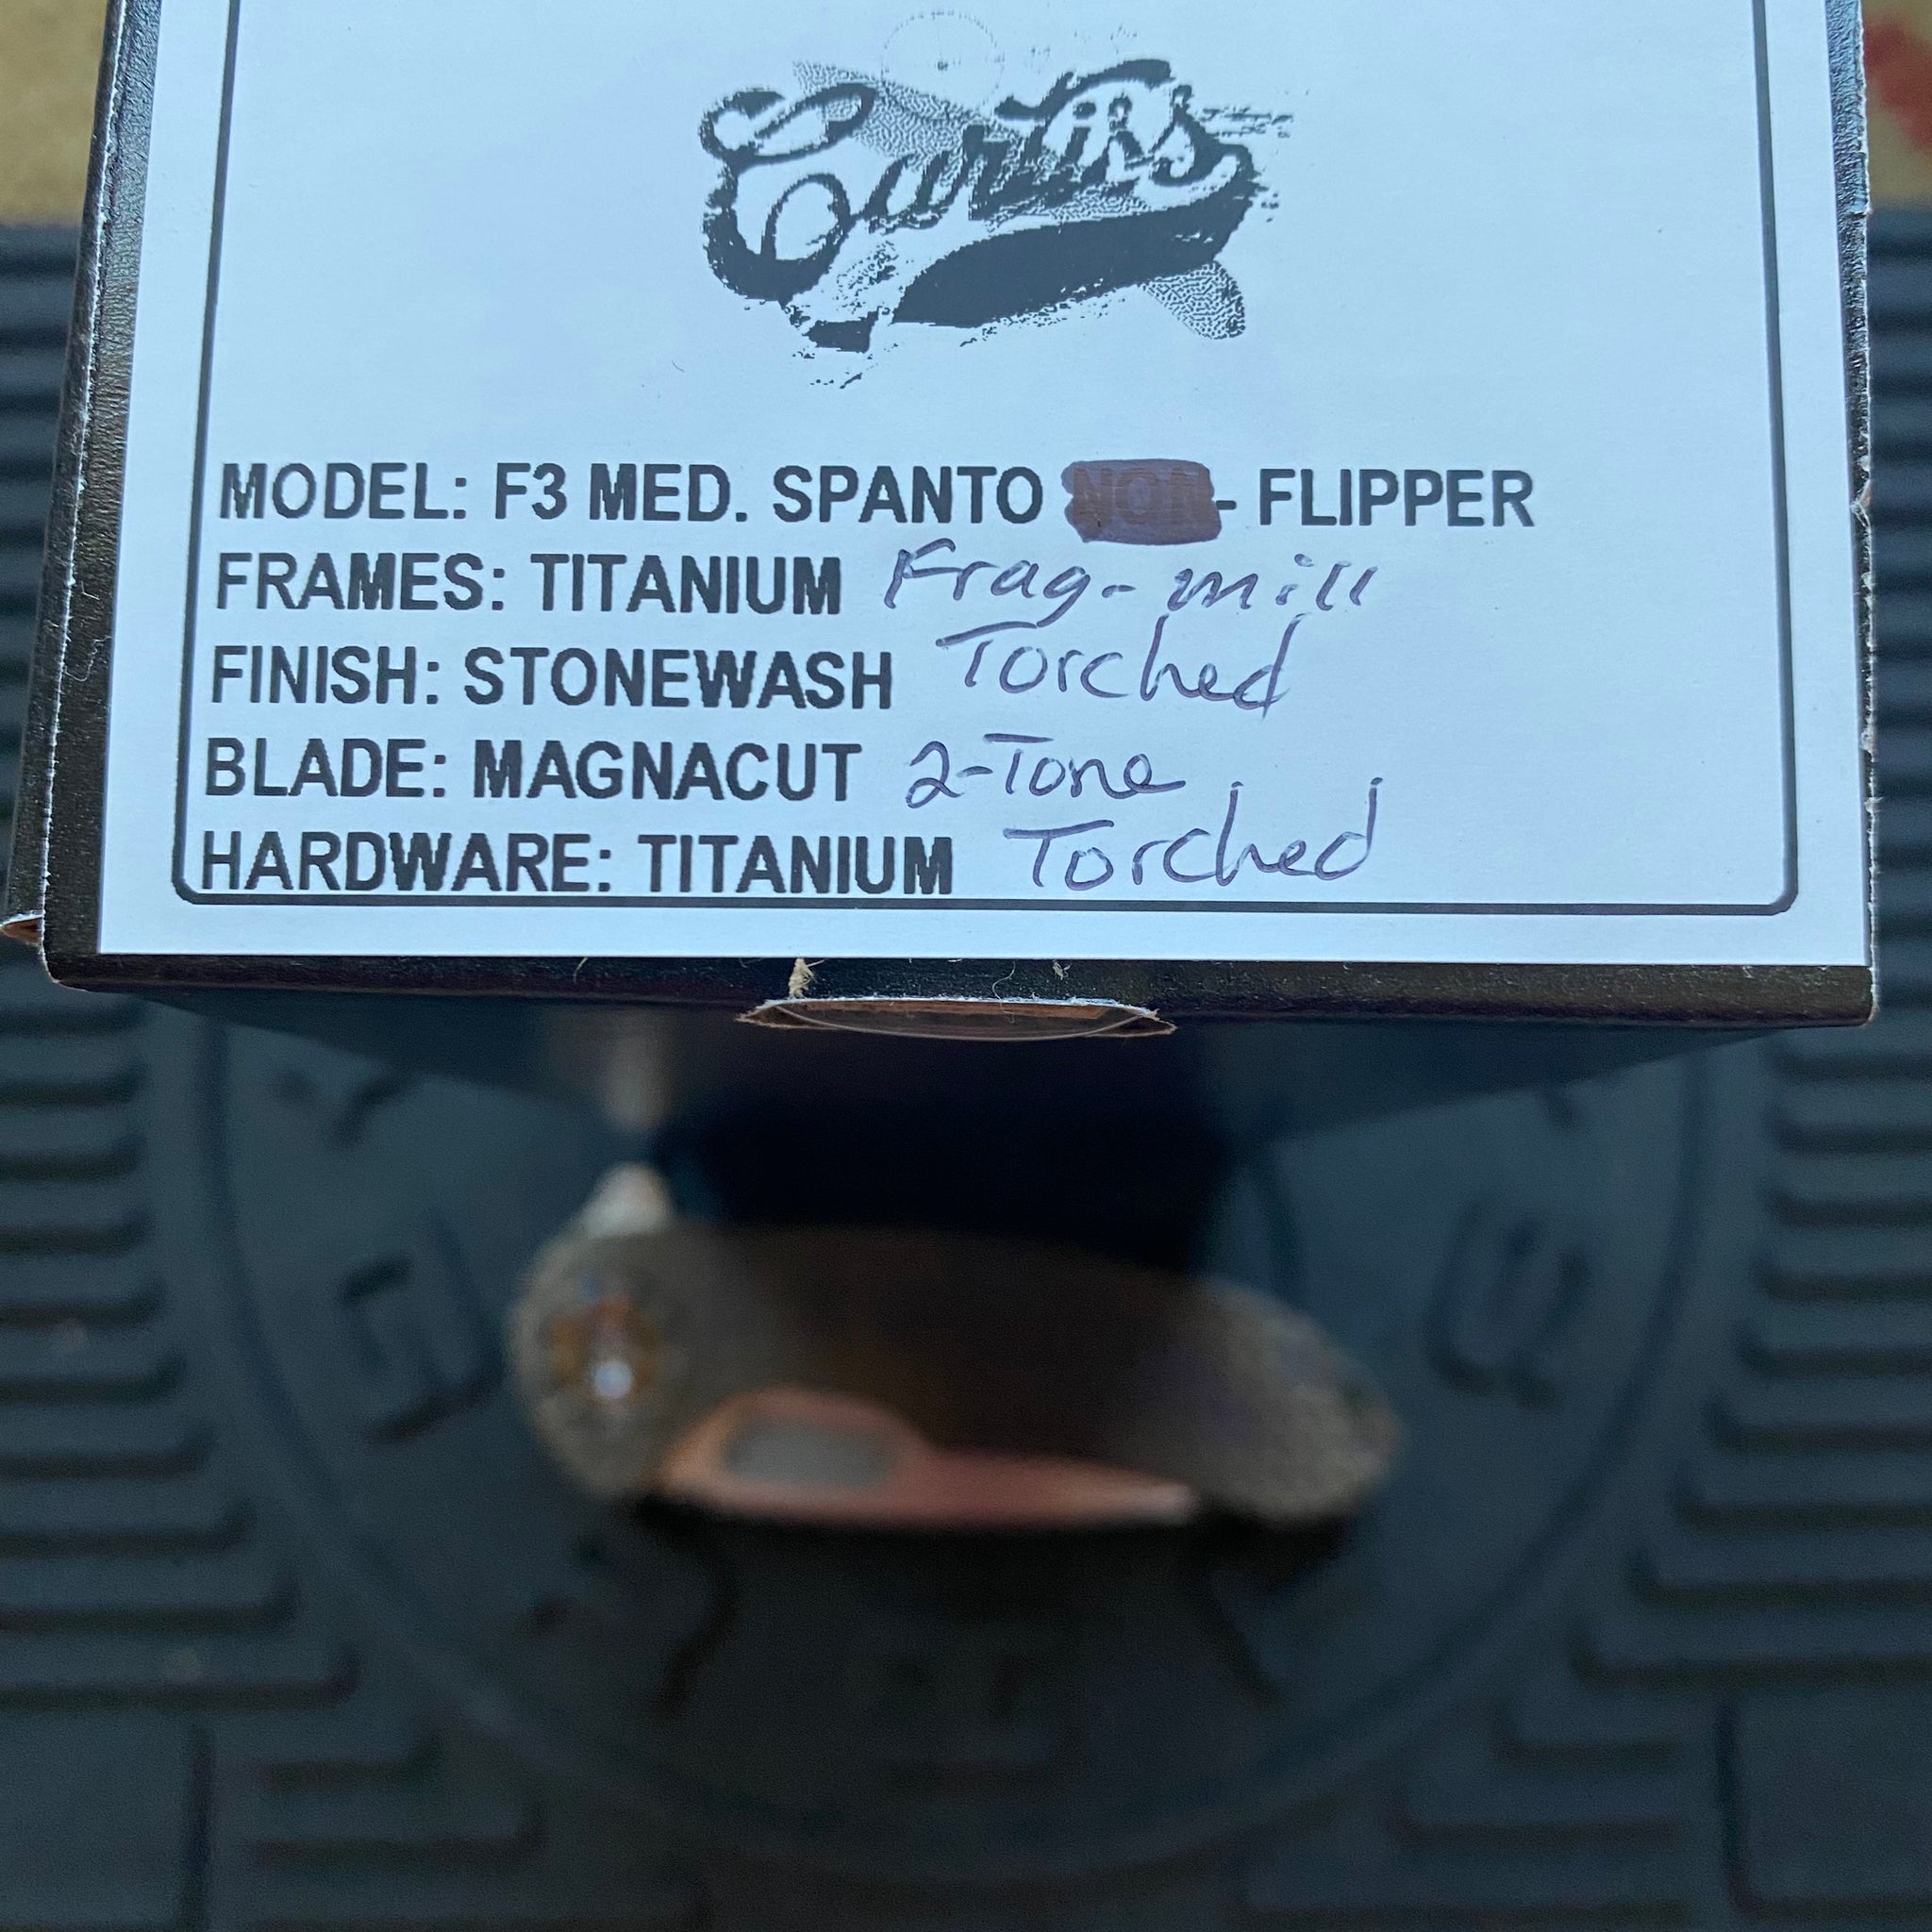 Curtiss
MODEL: F3 MED. SPANTO NON- FLIPPER
FRAMES: TITANIUM Frag-mill
FINISH: STONEWASH Torched
BLADE: MAGNACUT 2-Tone
HARDWARE: TITANIUM Torched